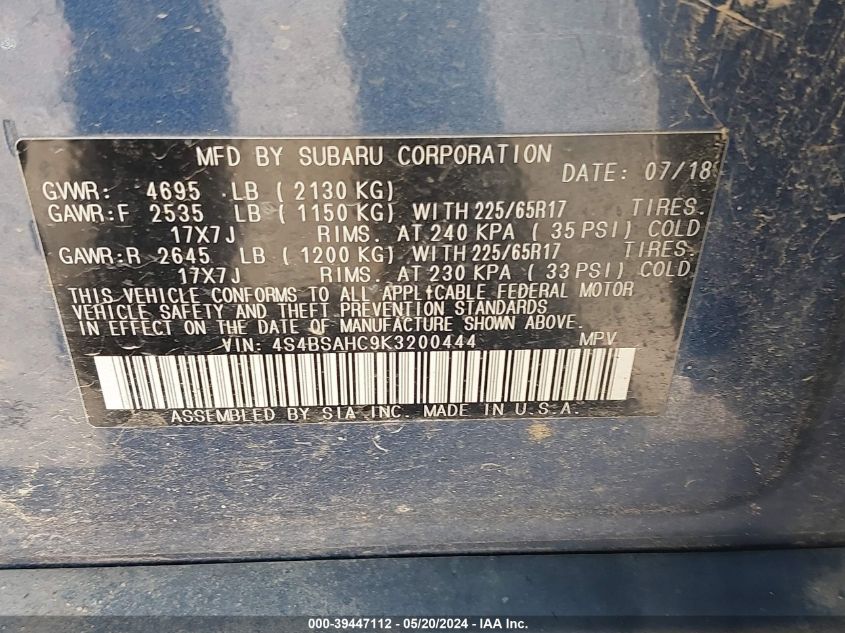 MFD BY SUBARU CORPORATION DATE: 07/18
GVWR: 4695 LB ( 2130 KG)
GAWR:F 2535 LB ( 1150 KG) WITH 225/65R17 TIRES.
17X7J RIMS. AT 240 KPA ( 35 PSI) COLD
GAWR:R 2645 LB ( 1200 KG) WITH 225/65R17 TIRES.
17X7J RIMS. AT 230 KPA ( 33 PSI) COLD
THIS VEHICLE CONFORMS TO ALL APPLICABLE FEDERAL MOTOR
VEHICLE SAFETY AND THEFT PREVENTION STANDARDS
IN EFFECT ON THE DATE OF MANUFACTURE SHOWN ABOVE.
VIN: 4S4BSAHC9K3200444 MPV
ASSEMBLED BY SIA INC. MADE IN U.S.A.
000-39447112 - 05/20/2024 - IAA Inc.